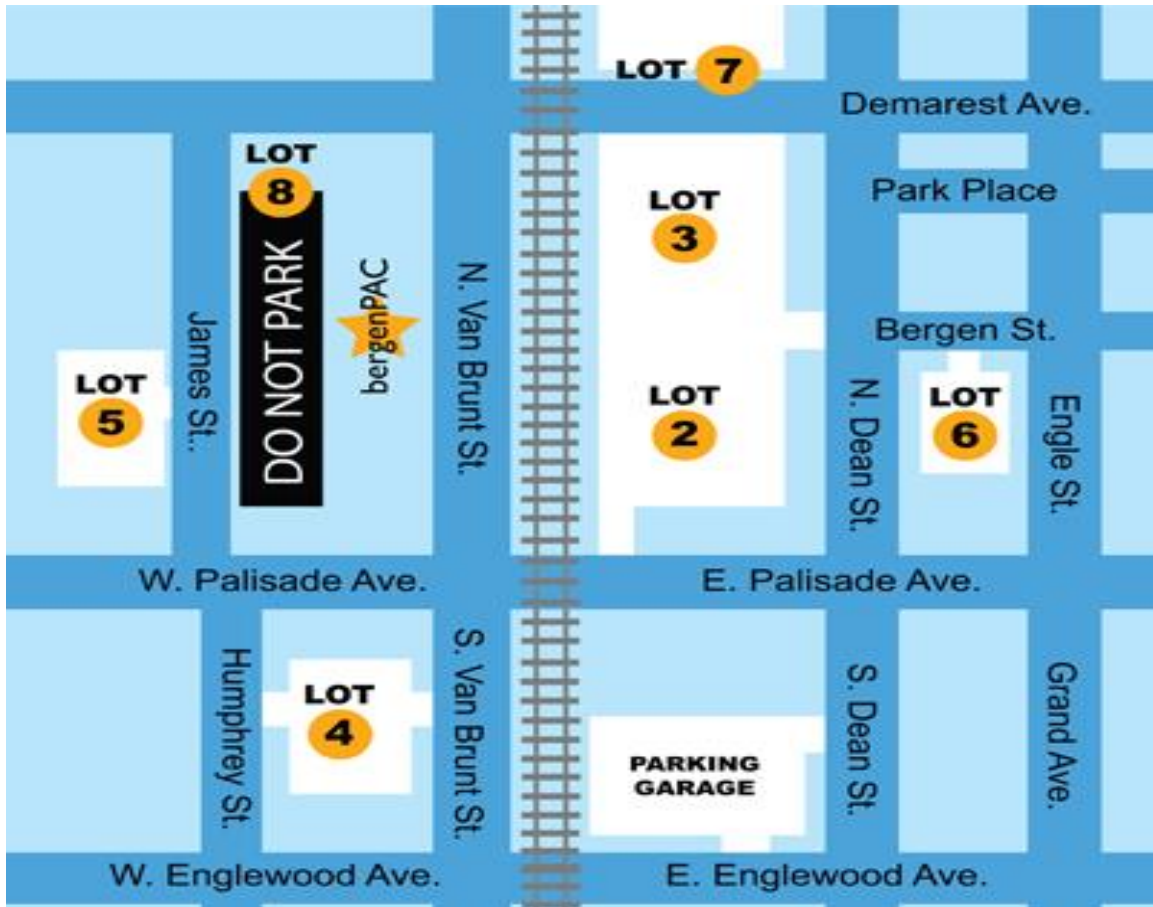 LOT 7
Demarest Ave.
LOT
8
Park Place
LOT
3
DO NOT PARK
bergenPAC
N. Van Brunt St.
James St..
Bergen St.
LOT
5
LOT
2
N. Dean St.
LOT
6
Engle St.
W. Palisade Ave.
E. Palisade Ave.
Humphrey St.
LOT
4
S. Van Brunt St.
PARKING
GARAGE
S. Dean St.
Grand Ave.
W. Englewood Ave.
E. Englewood Ave.